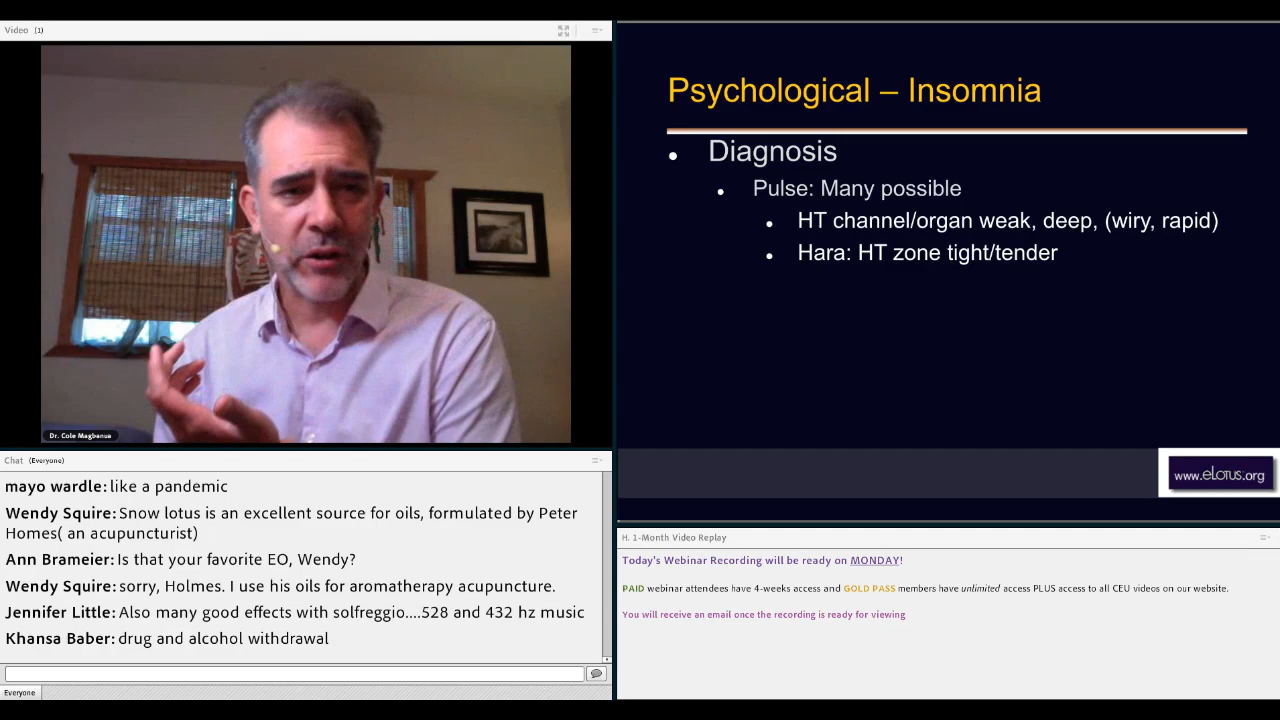 Video (1)
Dr. Cole Magbanua
Psychological – Insomnia
Diagnosis
Pulse: Many possible
HT channel/organ weak, deep, (wiry, rapid)
Hara: HT zone tight/tender
www.eLotus.org
Chat (Everyone)
mayo wardle: like a pandemic
Wendy Squire: Snow lotus is an excellent source for oils, formulated by Peter
Homes( an acupuncturist)
Ann Brameier: Is that your favorite EO, Wendy?
Wendy Squire: sorry, Holmes. I use his oils for aromatherapy acupuncture.
Jennifer Little: Also many good effects with solfreggio....528 and 432 hz music
Khansa Baber: drug and alcohol withdrawal
Everyone
H. 1-Month Video Replay
Today's Webinar Recording will be ready on MONDAY!
PAID webinar attendees have 4-weeks access and GOLD PASS members have unlimited access PLUS access to all CEU videos on our website.
You will receive an email once the recording is ready for viewing